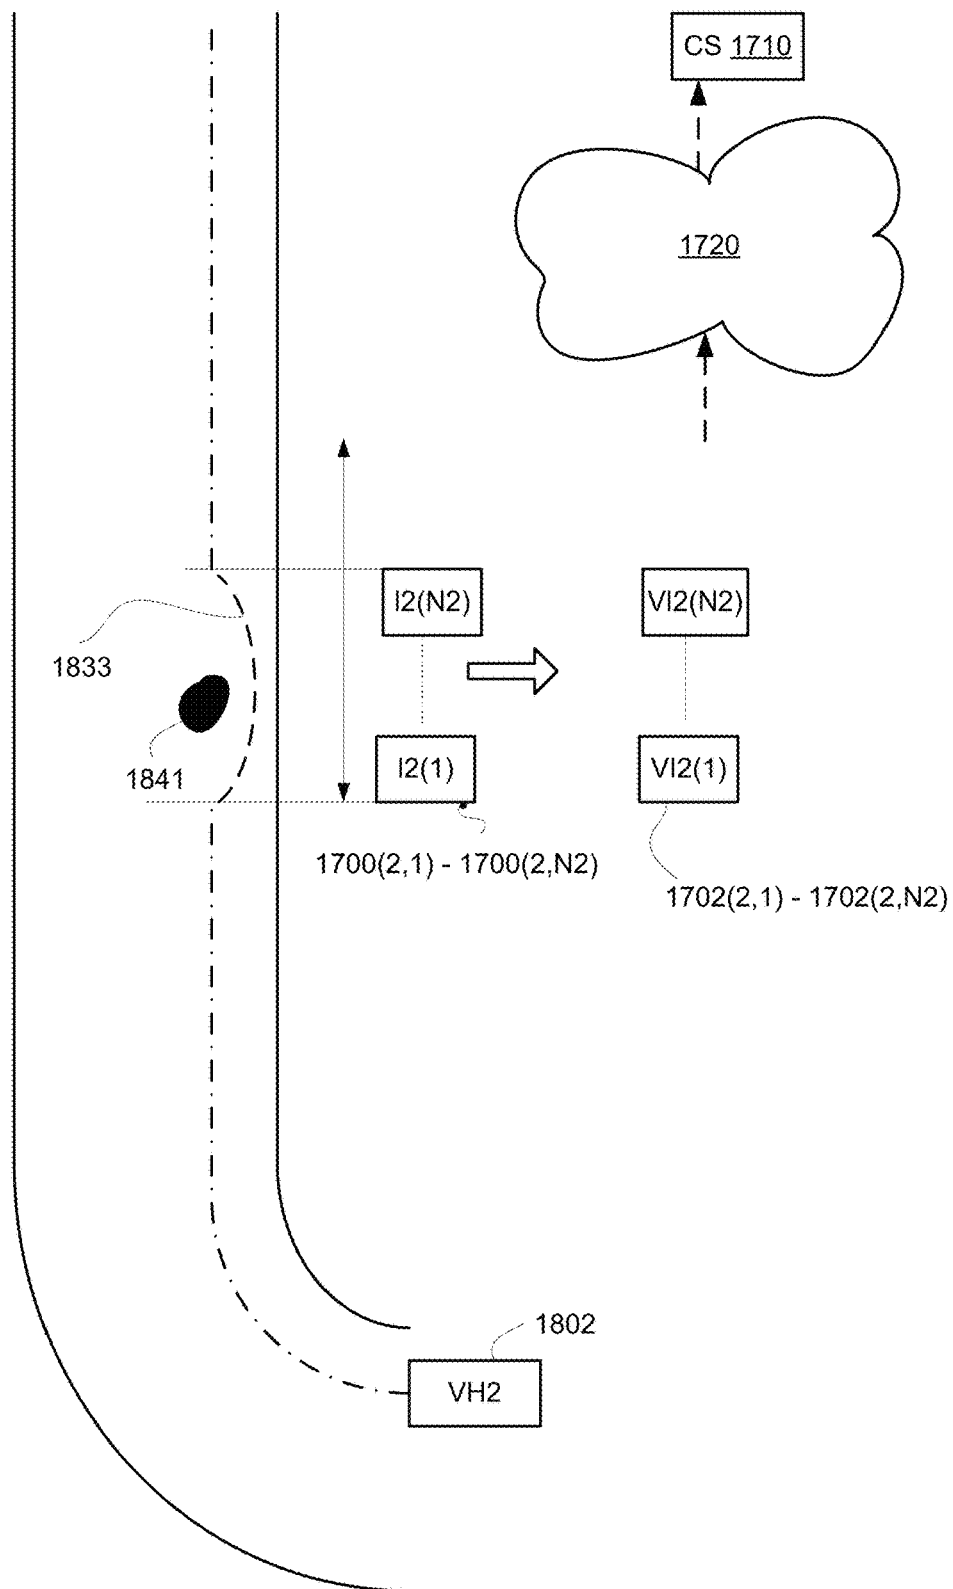 CS 1710
1720
I2(N2)
VI2(N2)
1833
1841
I2(1)
VI2(1)
1700(2,1) - 1700(2,N2)
1702(2,1) - 1702(2,N2)
1802
VH2